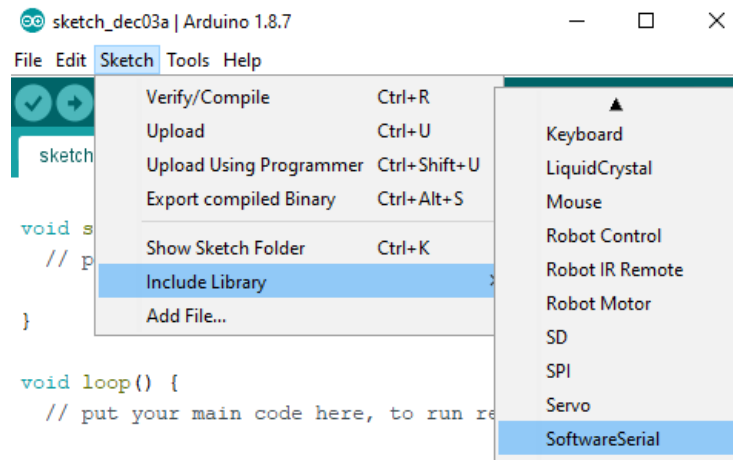 sketch_dec03a | Arduino 1.8.7
File Edit Sketch Tools Help
Verify/Compile Ctrl+R
Upload Ctrl+U
Upload Using Programmer Ctrl+Shift+U
Export compiled Binary Ctrl+Alt+S
Show Sketch Folder Ctrl+K
Include Library
Add File...
Keyboard
LiquidCrystal
Mouse
Robot Control
Robot IR Remote
Robot Motor
SD
SPI
Servo
SoftwareSerial
sketch
void s
// p
}
void loop() {
// put your main code here, to run re